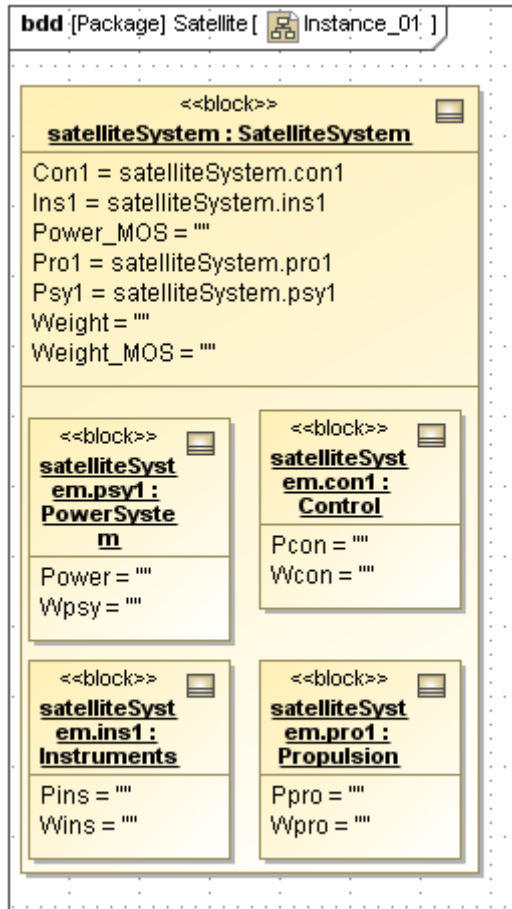 bdd [Package] Satellite [ Instance_01 ]
<<block>>
satelliteSystem : SatelliteSystem
Con1 = satelliteSystem.con1
Ins1 = satelliteSystem.ins1
Power_MOS = ""
Pro1 = satelliteSystem.pro1
Psy1 = satelliteSystem.psy1
Weight = ""
Weight_MOS = ""
<<block>>
satelliteSyst
em.psy1 :
PowerSyste
m
Power = ""
Wpsy = ""
<<block>>
satelliteSyst
em.con1 :
Control
Pcon = ""
Wcon = ""
<<block>>
satelliteSyst
em.ins1 :
Instruments
Pins = ""
Wins = ""
<<block>>
satelliteSyst
em.pro1 :
Propulsion
Ppro = ""
Wpro = ""